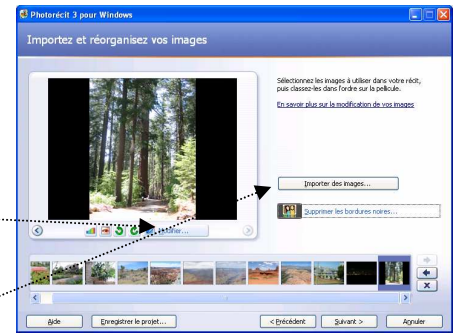 Photorécit 3 pour Windows
Importez et réorganisez vos images
Sélectionnez les images à utiliser dans votre récit,
puis classez-les dans l'ordre sur la pellicule.
En savoir plus sur la modification de vos images
Importer des images...
Supprimer les bordures noires...
Aide
Enregistrer le projet...
< Précédent
Suivant >
Annuler